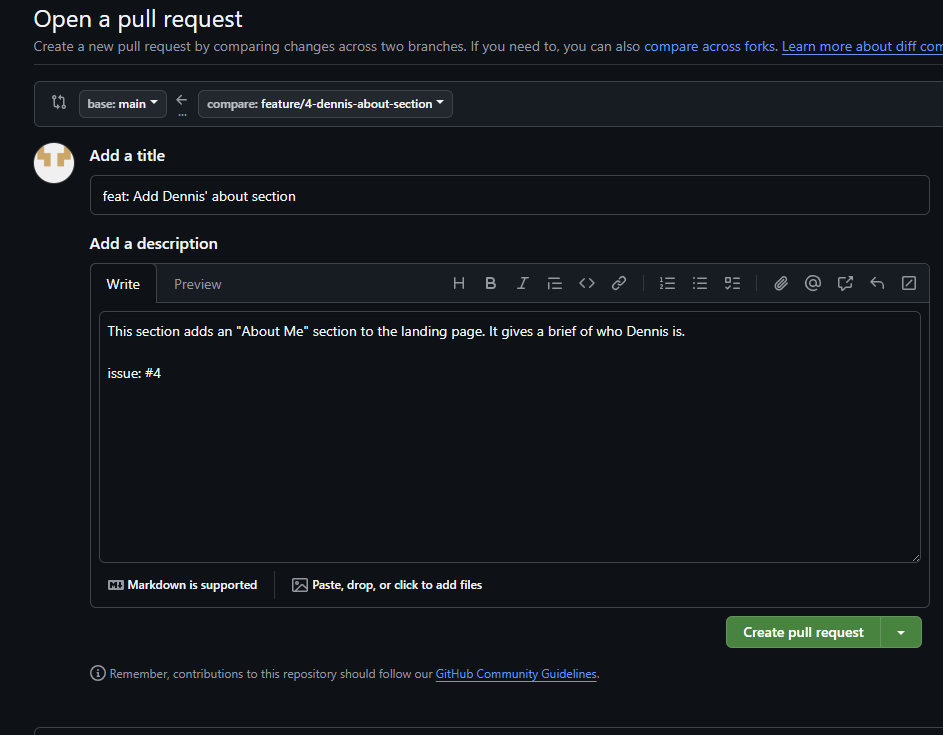 Open a pull request
Create a new pull request by comparing changes across two branches. If you need to, you can also compare across forks. Learn more about diff com
base: main compare: feature/4-dennis-about-section
Add a title
feat: Add Dennis' about section
Add a description
Write Preview
This section adds an "About Me" section to the landing page. It gives a brief of who Dennis is.
issue: #4
Markdown is supported Paste, drop, or click to add files
Create pull request
Remember, contributions to this repository should follow our GitHub Community Guidelines.